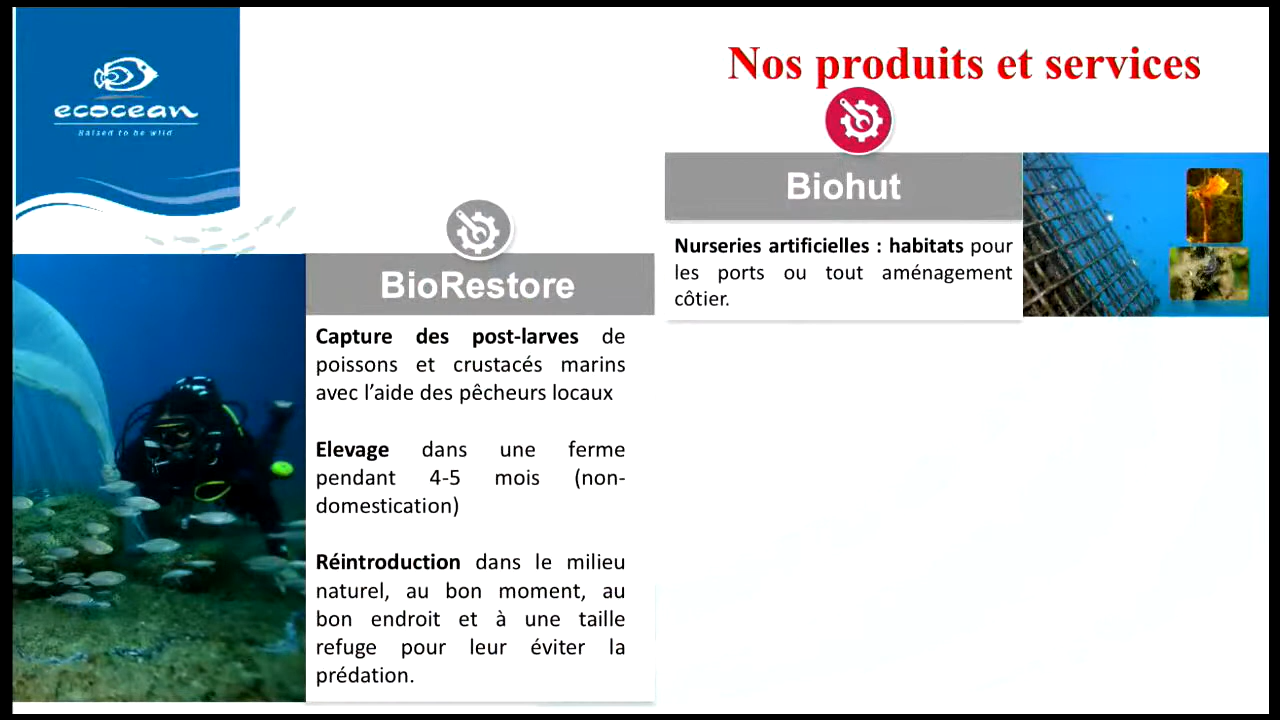 ecocean
Raised to be wild
Nos produits et services
BioRestore
Capture des post-larves de
poissons et crustacés marins
avec l’aide des pêcheurs locaux
Elevage dans une ferme
pendant 4-5 mois (non-
domestication)
Réintroduction dans le milieu
naturel, au bon moment, au
bon endroit et à une taille
refuge pour leur éviter la
prédation.
Biohut
Nurseries artificielles : habitats pour
les ports ou tout aménagement
côtier.